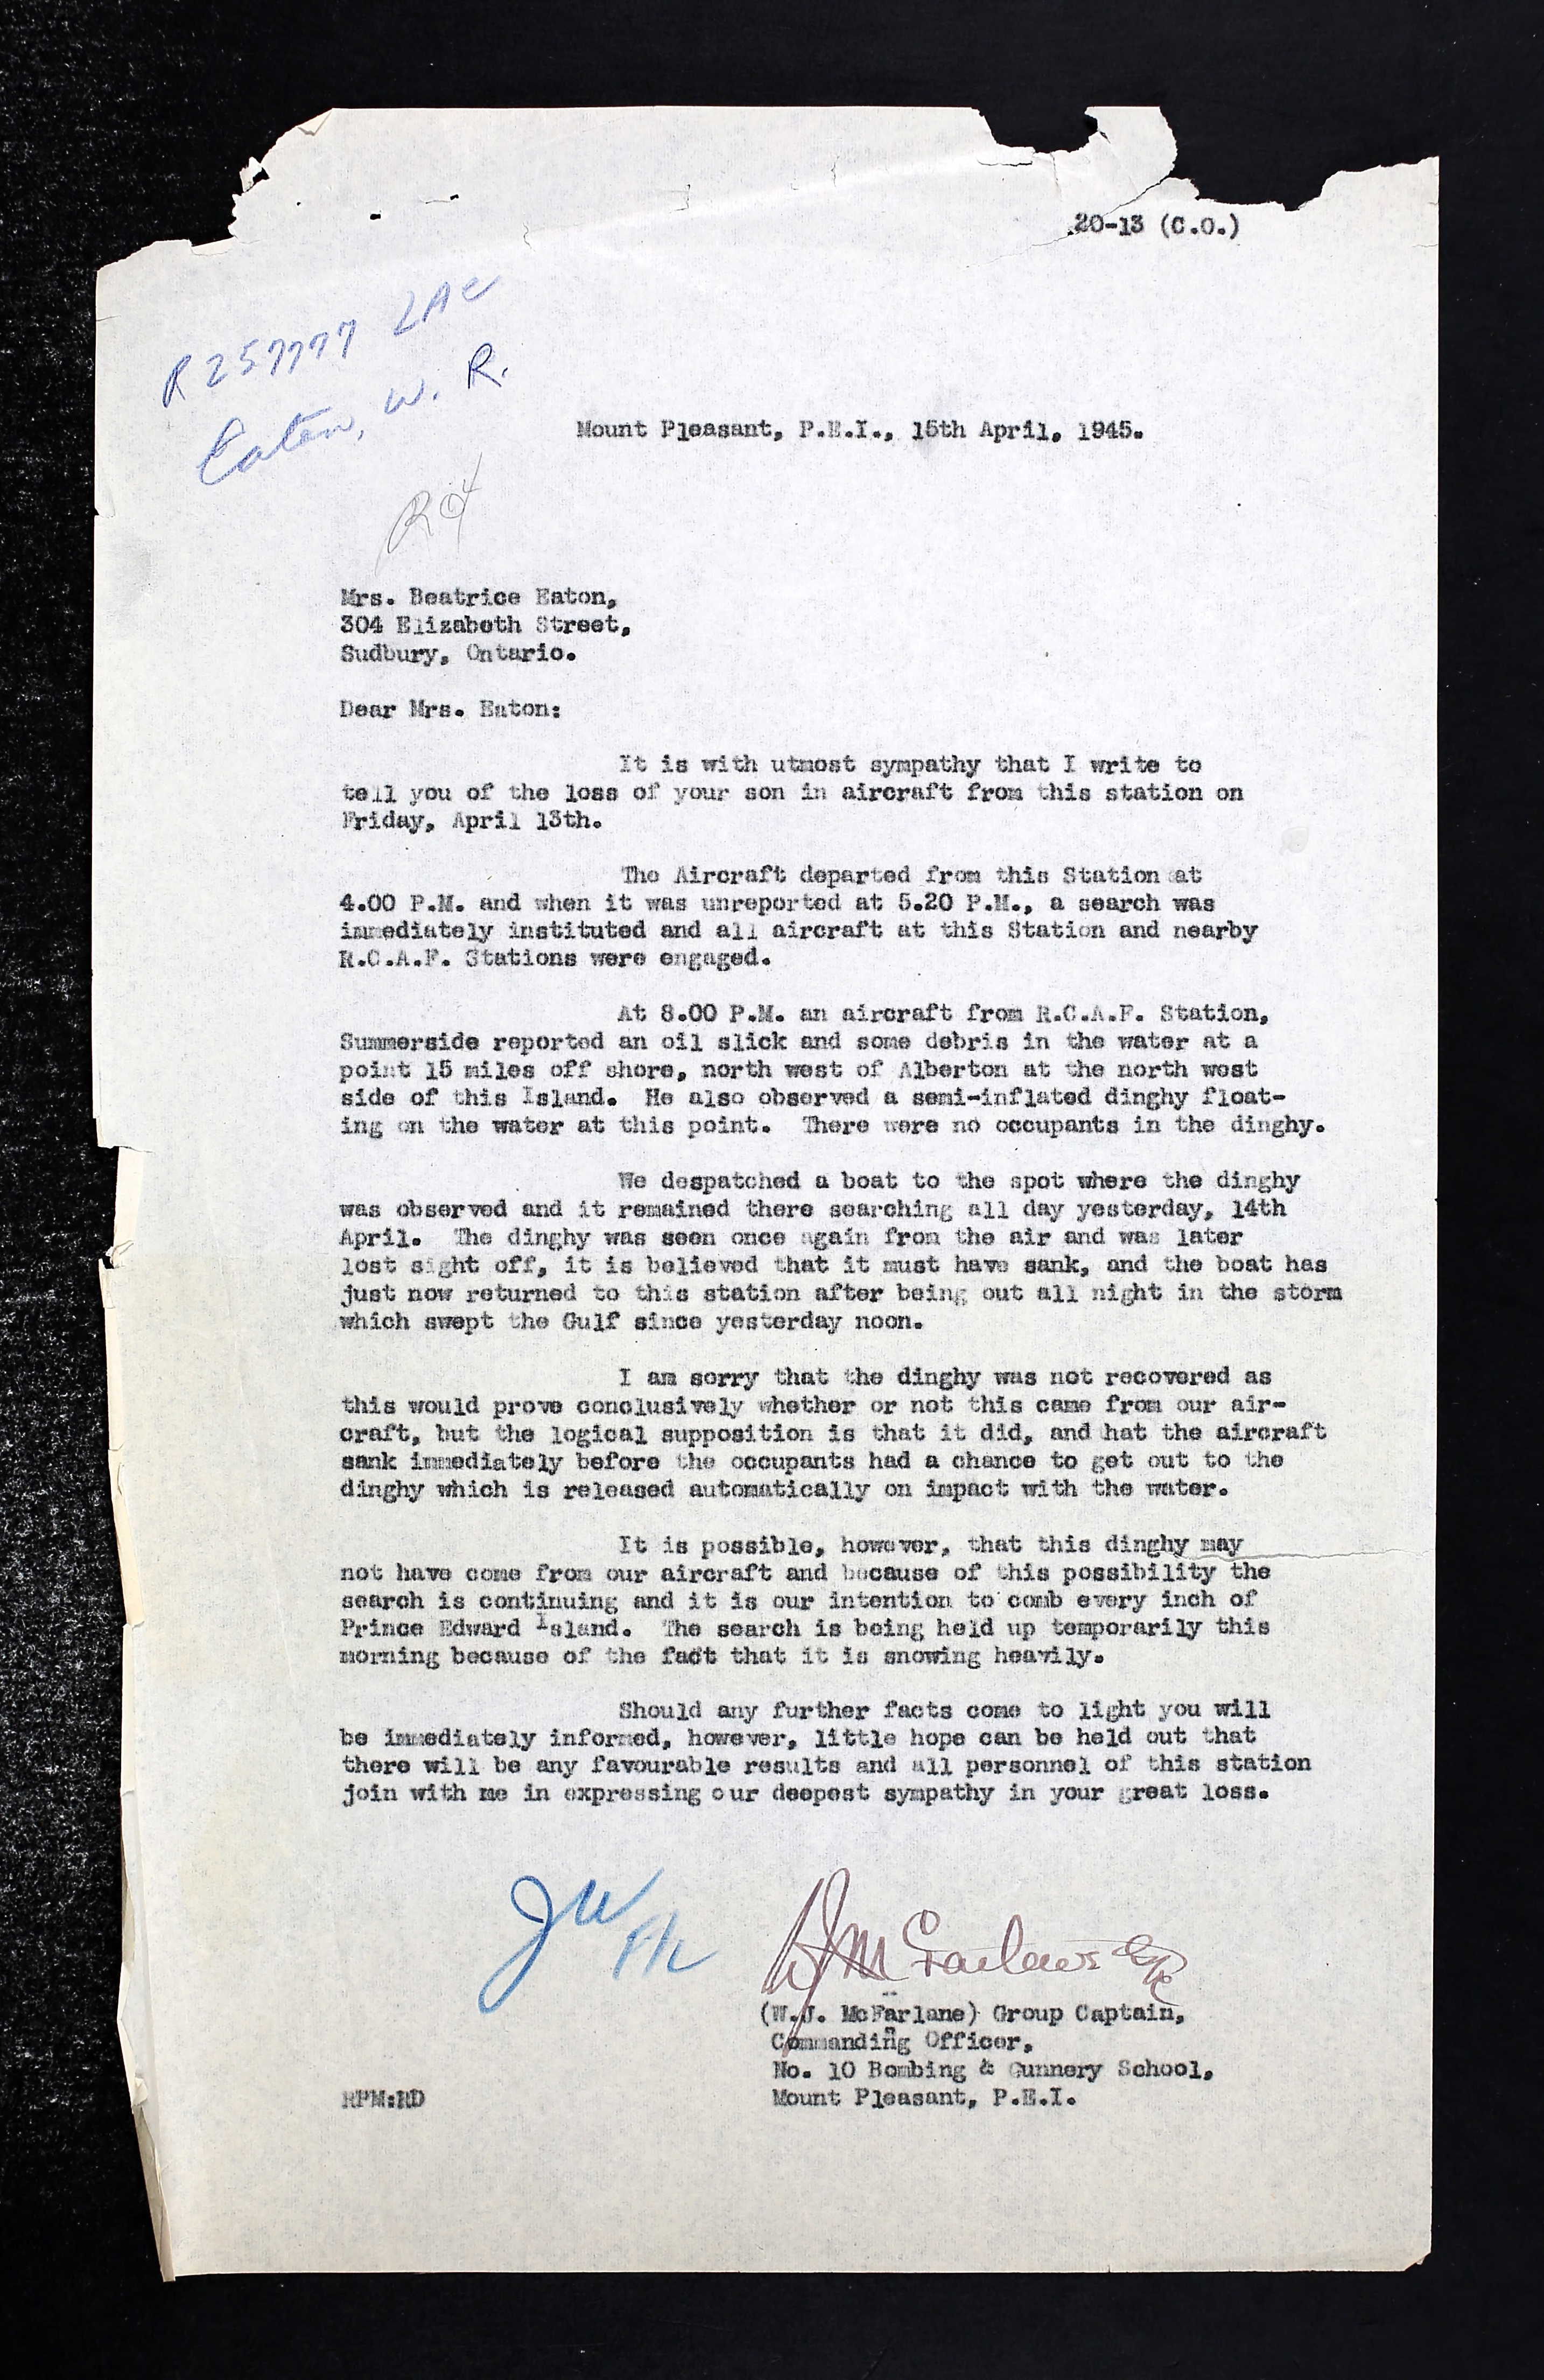 20-13 (C.O.)
R257777 LAC
Eaton, W. R.
Mount Pleasant, P.E.I., 15th April, 1945.
Mrs. Beatrice Eaton,
304 Elizabeth Street,
Sudbury, Ontario.
Dear Mrs. Eaton:
It is with utmost sympathy that I write to
tell you of the loss of your son in aircraft from this station on
Friday, April 13th.
The Aircraft departed from this Station at
4.00 P.M. and when it was unreported at 5.20 P.M., a search was
immediately instituted and all aircraft at this Station and nearby
R.C.A.F. Stations were engaged.
At 8.00 P.M. an aircraft from R.C.A.F. Station,
Summerside reported an oil slick and some debris in the water at a
point 15 miles off shore, north west of Alberton at the north west
side of this Island. He also observed a semi-inflated dinghy float-
ing on the water at this point. There were no occupants in the dinghy.
We despatched a boat to the spot where the dinghy
was observed and it remained there searching all day yesterday, 14th
April. The dinghy was seen once again from the air and was later
lost sight off, it is believed that it must have sank, and the boat has
just now returned to this station after being out all night in the storm
which swept the Gulf since yesterday noon.
I am sorry that the dinghy was not recovered as
this would prove conclusively whether or not this came from our air-
craft, but the logical supposition is that it did, and hat the aircraft
sank immediately before the occupants had a chance to get out to the
dinghy which is released automatically on impact with the water.
It is possible, however, that this dinghy may
not have come from our aircraft and because of this possibility the
search is continuing and it is our intention to comb every inch of
Prince Edward Island. The search is being held up temporarily this
morning because of the fact that it is snowing heavily.
Should any further facts come to light you will
be immediately informed, however, little hope can be held out that
there will be any favourable results and all personnel of this station
join with me in expressing our deepest sympathy in your great loss.
JW
WJ McFarlane G/C
(W.J. McFarlane) Group Captain,
Commanding Officer,
No. 10 Bombing & Gunnery School,
RPM:RD Mount Pleasant, P.E.I.